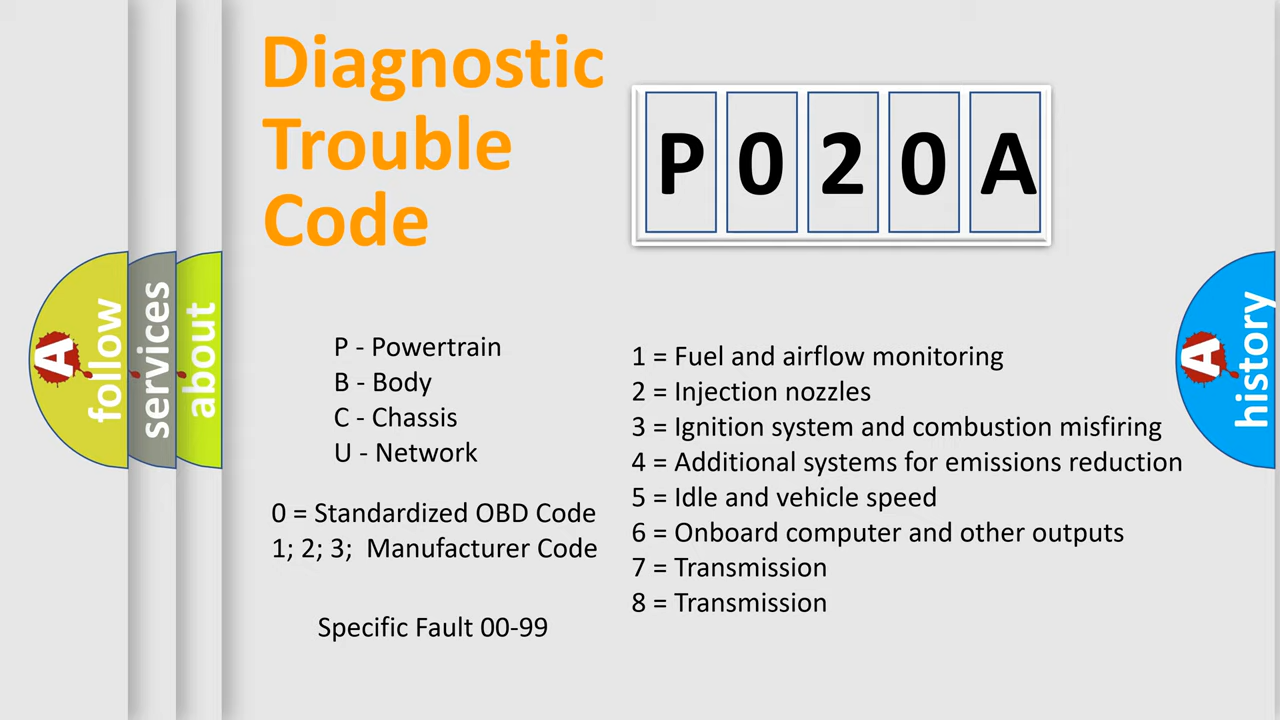 Diagnostic
Trouble
Code
P020A
P - Powertrain
B - Body
C - Chassis
U - Network
0 = Standardized OBD Code
1; 2; 3;  Manufacturer Code
Specific Fault 00-99
1 = Fuel and airflow monitoring
2 = Injection nozzles
3 = Ignition system and combustion misfiring
4 = Additional systems for emissions reduction
5 = Idle and vehicle speed
6 = Onboard computer and other outputs
7 = Transmission
8 = Transmission
A follow
services
about
A history